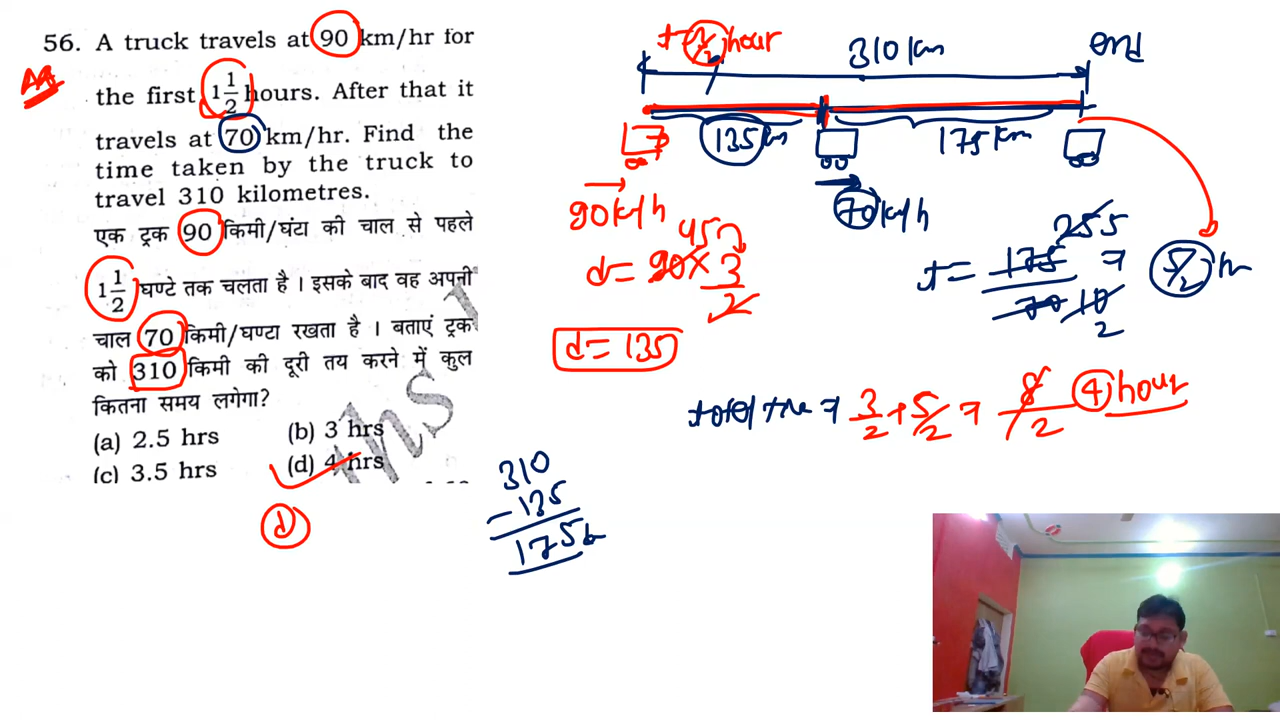 56. A truck travels at 90 km/hr for
the first 1 1/2 hours. After that it
travels at 70 km/hr. Find the
time taken by the truck to
travel 310 kilometres.
एक ट्रक 90 किमी/घंटा की चाल से पहले
1 1/2 घण्टे तक चलता है। इसके बाद वह अपनी
चाल 70 किमी/घण्टा रखता है । बताएं ट्रक
को 310 किमी की दूरी तय करने में कुल
कितना समय लगेगा?
(a) 2.5 hrs (b) 3 hrs
(c) 3.5 hrs (d) 4 hrs
d
310
-135
175
hour 310 km end
135 km 175 km
90 km/h 70 km/h
d = 90 × 3/2
45
d = 135
t = 175/70
25 5
10
2
5/2 hr
total time = 3/2 + 5/2 = 8/2 4 hour
hs